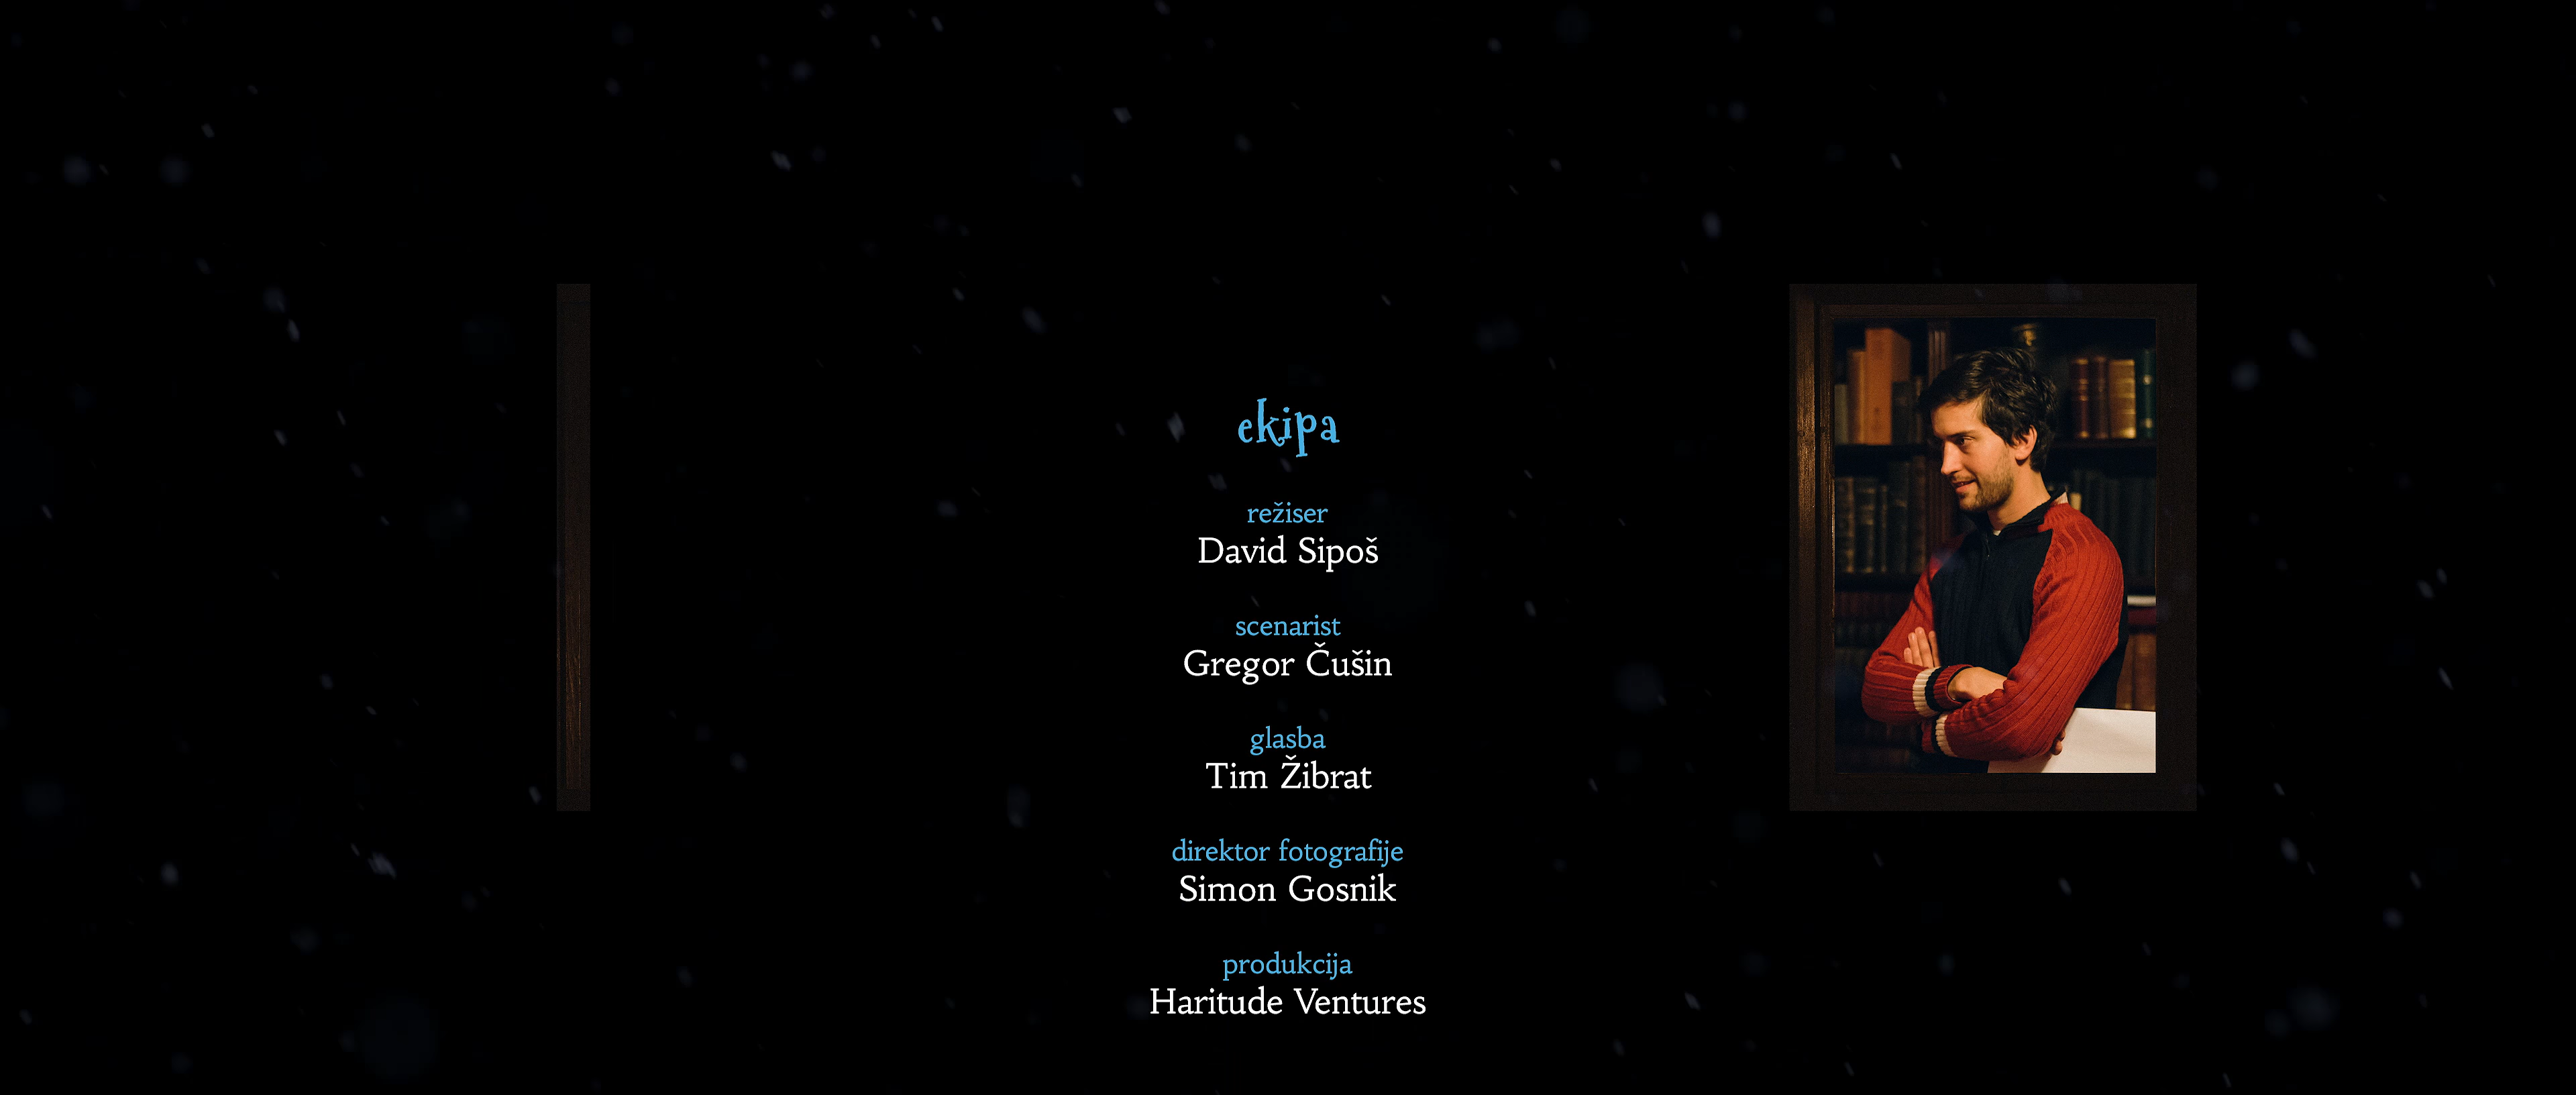 ekipa
režiser
David Sipoš
scenarist
Gregor Čušin
glasba
Tim Žibrat
direktor fotografije
Simon Gosnik
produkcija
Haritude Ventures